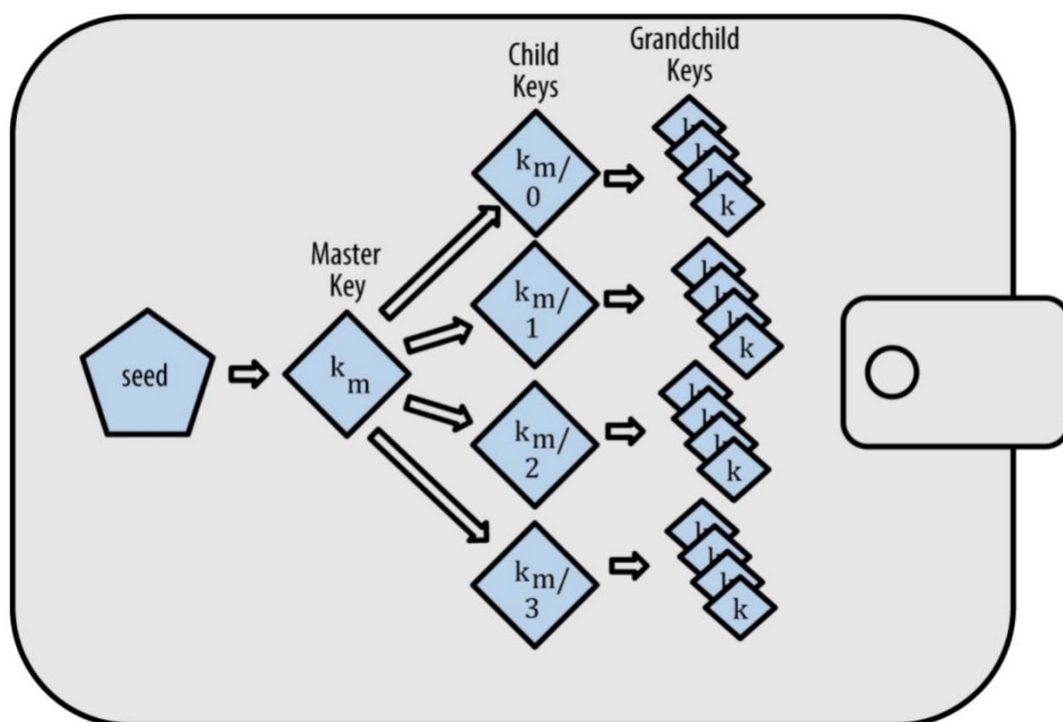 Child
Keys
Grandchild
Keys
Master
Key
seed
k m
k m/
0
k m/
1
k m/
2
k m/
3
k
k
k
k